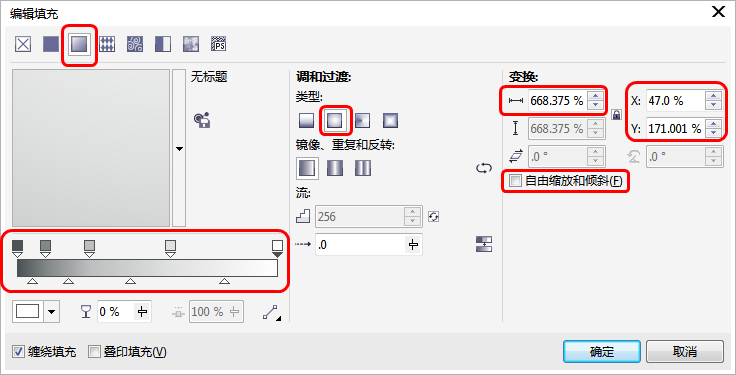 编辑填充
PS
无标题
调和过渡:
类型:
镜像、重复和反转:
流:
256
.0
变换:
668.375 %
X: 47.0 %
668.375 %
Y: 171.001 %
.0 °
.0 °
自由缩放和倾斜(F)
0 %
100 %
缠绕填充
叠印填充(V)
确定
取消